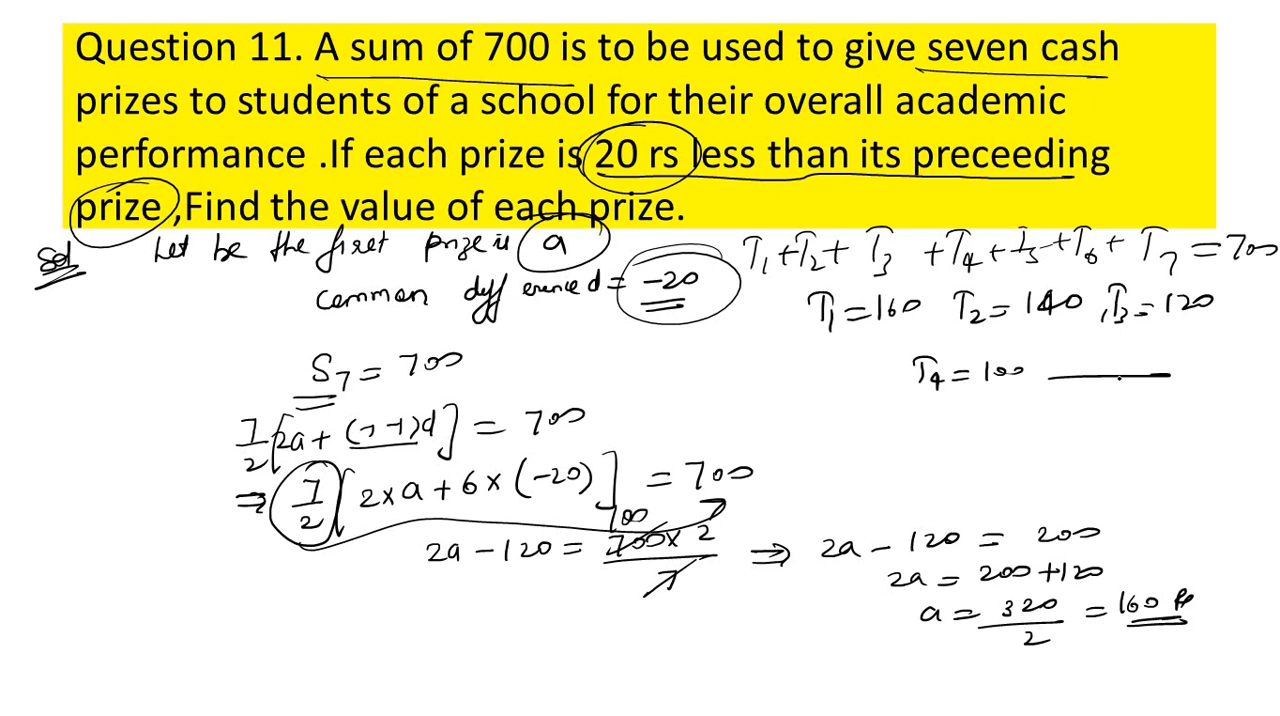 Question 11. A sum of 700 is to be used to give seven cash
prizes to students of a school for their overall academic
performance .If each prize is 20 rs less than its preceeding
prize ,Find the value of each prize.
Sol Let be the first prize is a
T₁+T₂+T₃+T₄+T₅+T₆+T₇=700
common difference d=-20
T₁=160 T₂=140 ,T₃=120
S₇=700
T₄=100
7/2[2a+(7-1)d]=700
⇒ 7/2[2×a+6×(-20)]=700
2a-120=700×2/7 ⇒ 2a-120=200
100
2a=200+120
a=320/2=160